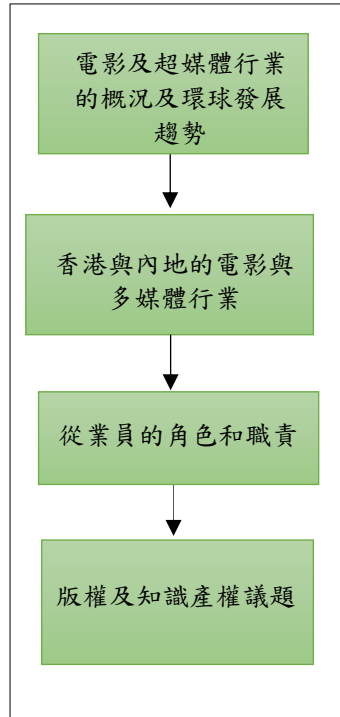 電影及超媒體行業
的概況及環球發展
趨勢
香港與內地的電影與
多媒體行業
從業員的角色和職責
版權及知識產權議題